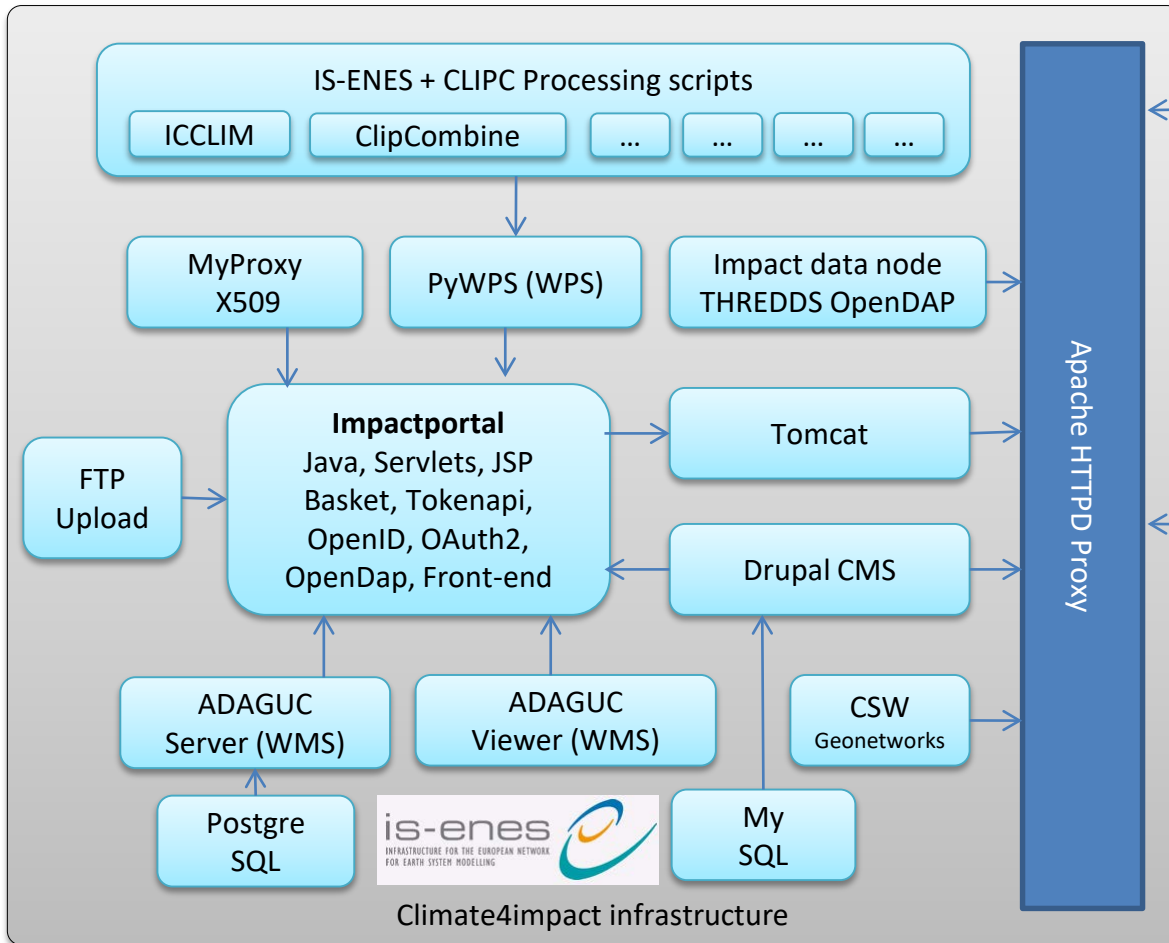 IS-ENES + CLIPC Processing scripts
ICCLIM
ClipCombine
...
...
...
...
MyProxy
X509
PyWPS (WPS)
Impact data node
THREDDS OpenDAP
Apache HTTPD Proxy
Impactportal
Java, Servlets, JSP
Basket, Tokenapi,
OpenID, OAuth2,
OpenDap, Front-end
Tomcat
FTP
Upload
Drupal CMS
ADAGUC
Server (WMS)
ADAGUC
Viewer (WMS)
CSW
Geonetworks
Postgre
SQL
is-enes
INFRASTRUCTURE FOR THE EUROPEAN NETWORK
FOR EARTH SYSTEM MODELLING
My
SQL
Climate4impact infrastructure